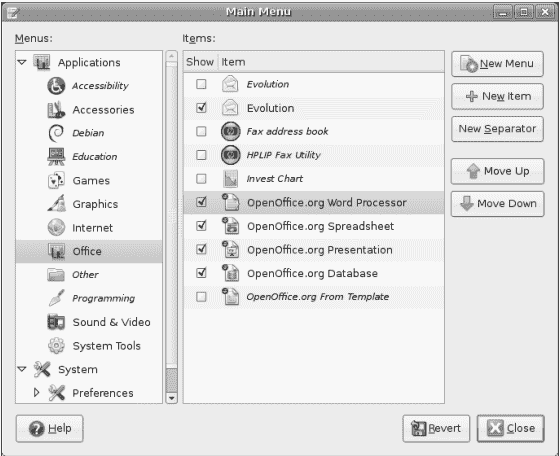 Main Menu
Menus:
Applications
Accessibility
Accessories
Debian
Education
Games
Graphics
Internet
Office
Other
Programming
Sound & Video
System Tools
System
Preferences
Items:
Show Item
Evolution
Evolution
Fax address book
HPLIP Fax Utility
Invest Chart
OpenOffice.org Word Processor
OpenOffice.org Spreadsheet
OpenOffice.org Presentation
OpenOffice.org Database
OpenOffice.org From Template
New Menu
New Item
New Separator
Move Up
Move Down
Help
Revert
Close